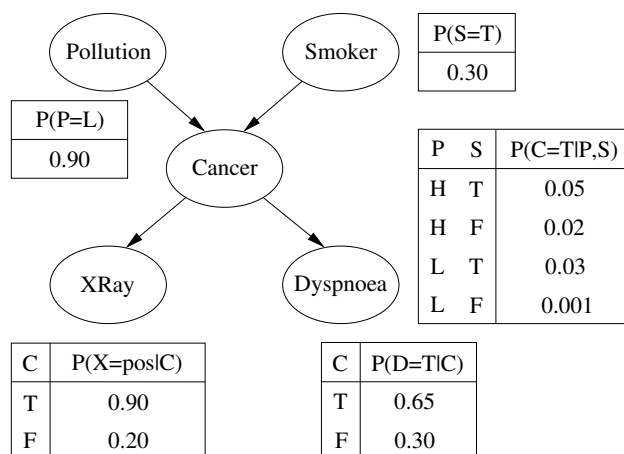 Pollution
Smoker
P(S=T)
0.30
P(P=L)
0.90
Cancer
P S P(C=T|P,S)
H T 0.05
H F 0.02
L T 0.03
L F 0.001
XRay
Dyspnoea
C P(X=pos|C)
T 0.90
F 0.20
C P(D=T|C)
T 0.65
F 0.30